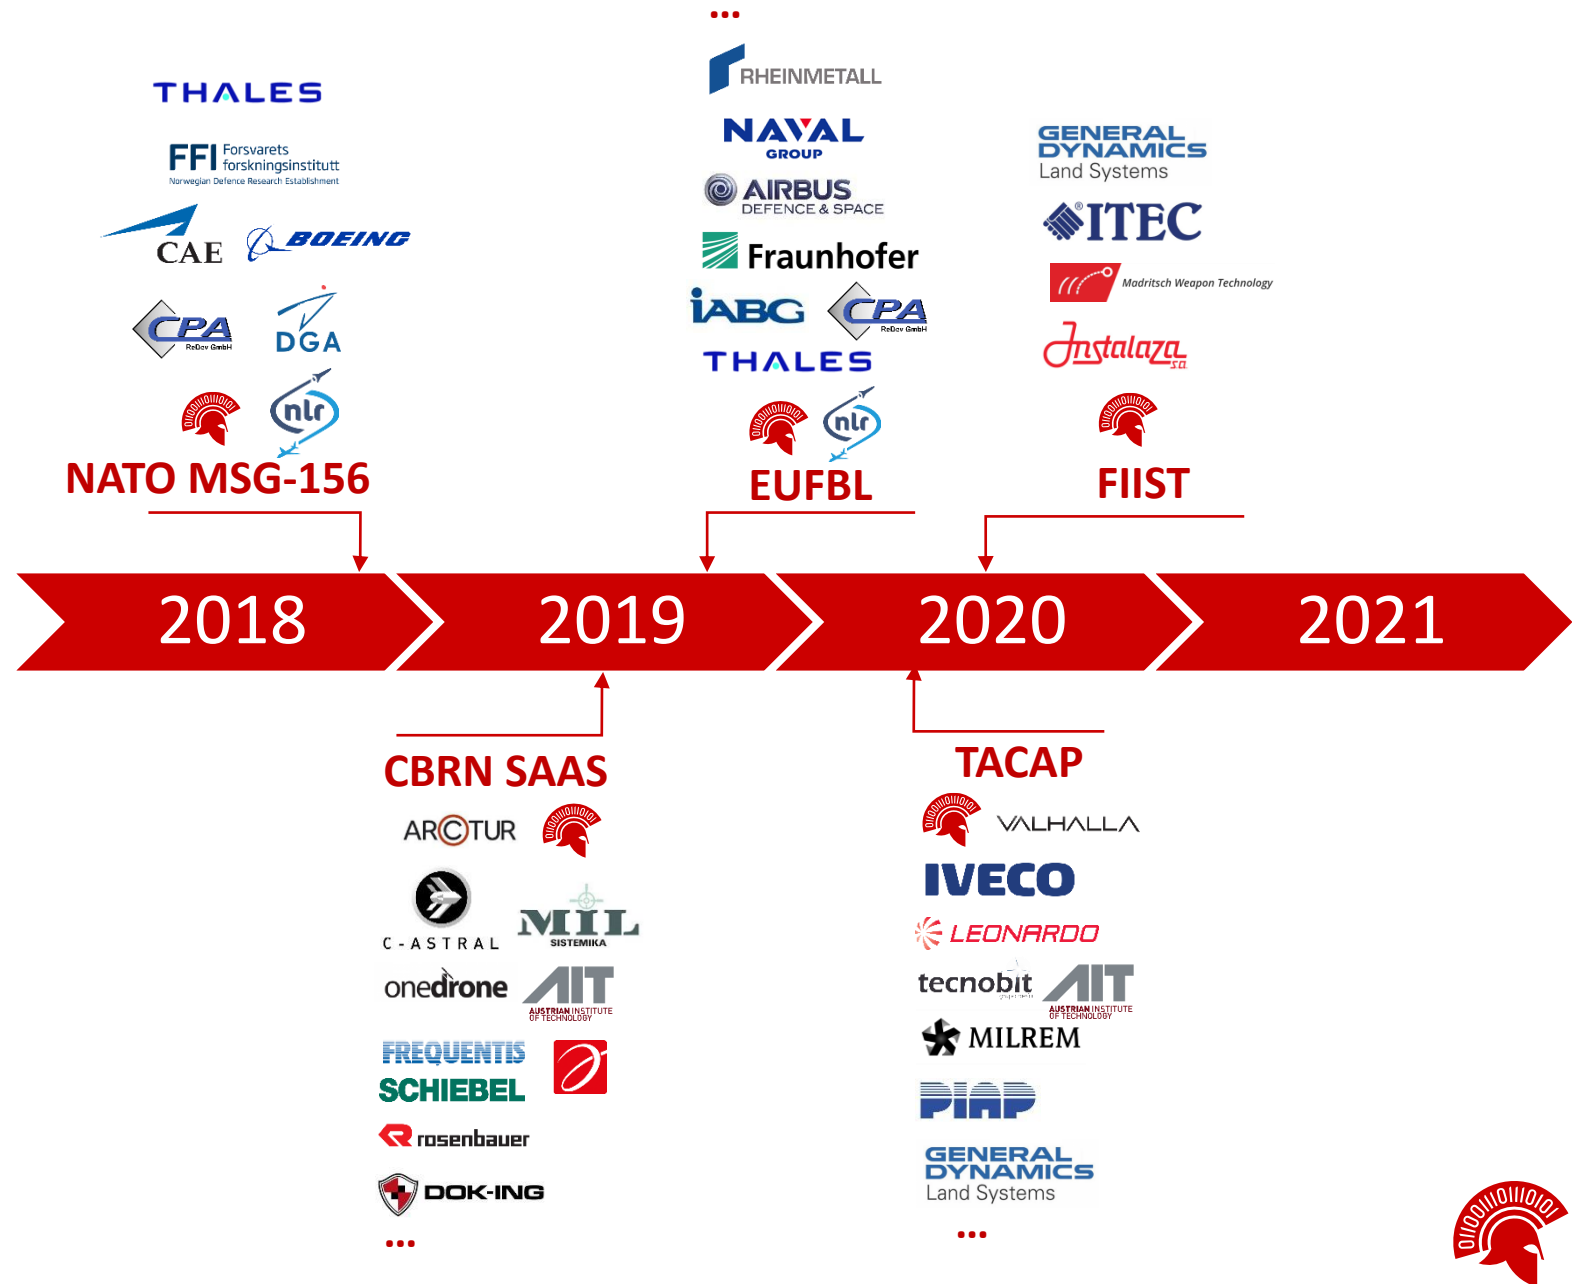 THALES
FFI Forsvarets
forskningsinstitutt
Norwegian Defence Research Establishment
CAE
BOEING
CPA
ReDev GmbH
DGA
011001110111010101
nlr
NATO MSG-156
...
RHEINMETALL
NAVAL
GROUP
AIRBUS
DEFENCE & SPACE
Fraunhofer
iABG
CPA
ReDev GmbH
THALES
nlr
EUFBL
GENERAL
DYNAMICS
Land Systems
®ITEC
Madritsch Weapon Technology
Instalaza
s.a.
FIIST
2018
2019
2020
2021
CBRN SAAS
ARCTUR
C-ASTRAL
MIL
SISTEMIKA
onedrone
AIT
AUSTRIAN INSTITUTE
OF TECHNOLOGY
FREQUENTIS
SCHIEBEL
rosenbauer
DOK-ING
...
TACAP
VALHALLA
IVECO
LEONARDO
tecnobit
AIT
AUSTRIAN INSTITUTE
OF TECHNOLOGY
MILREM
PIAP
GENERAL
DYNAMICS
Land Systems
...